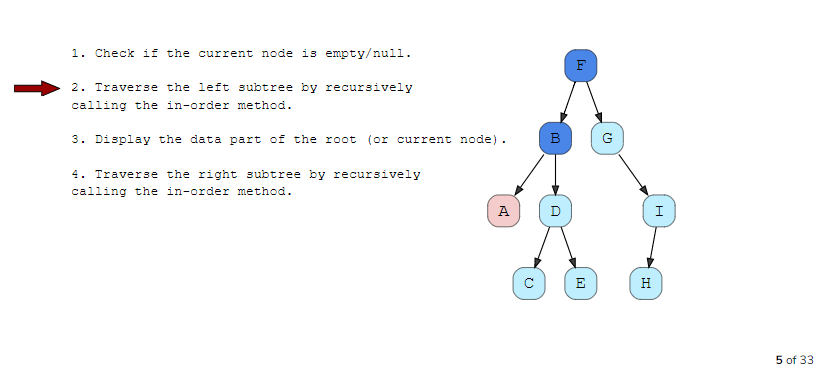 1. Check if the current node is empty/null.
2. Traverse the left subtree by recursively
calling the in-order method.
3. Display the data part of the root (or current node).
4. Traverse the right subtree by recursively
calling the in-order method.
F
B G
A D I
C E H
5 of 33